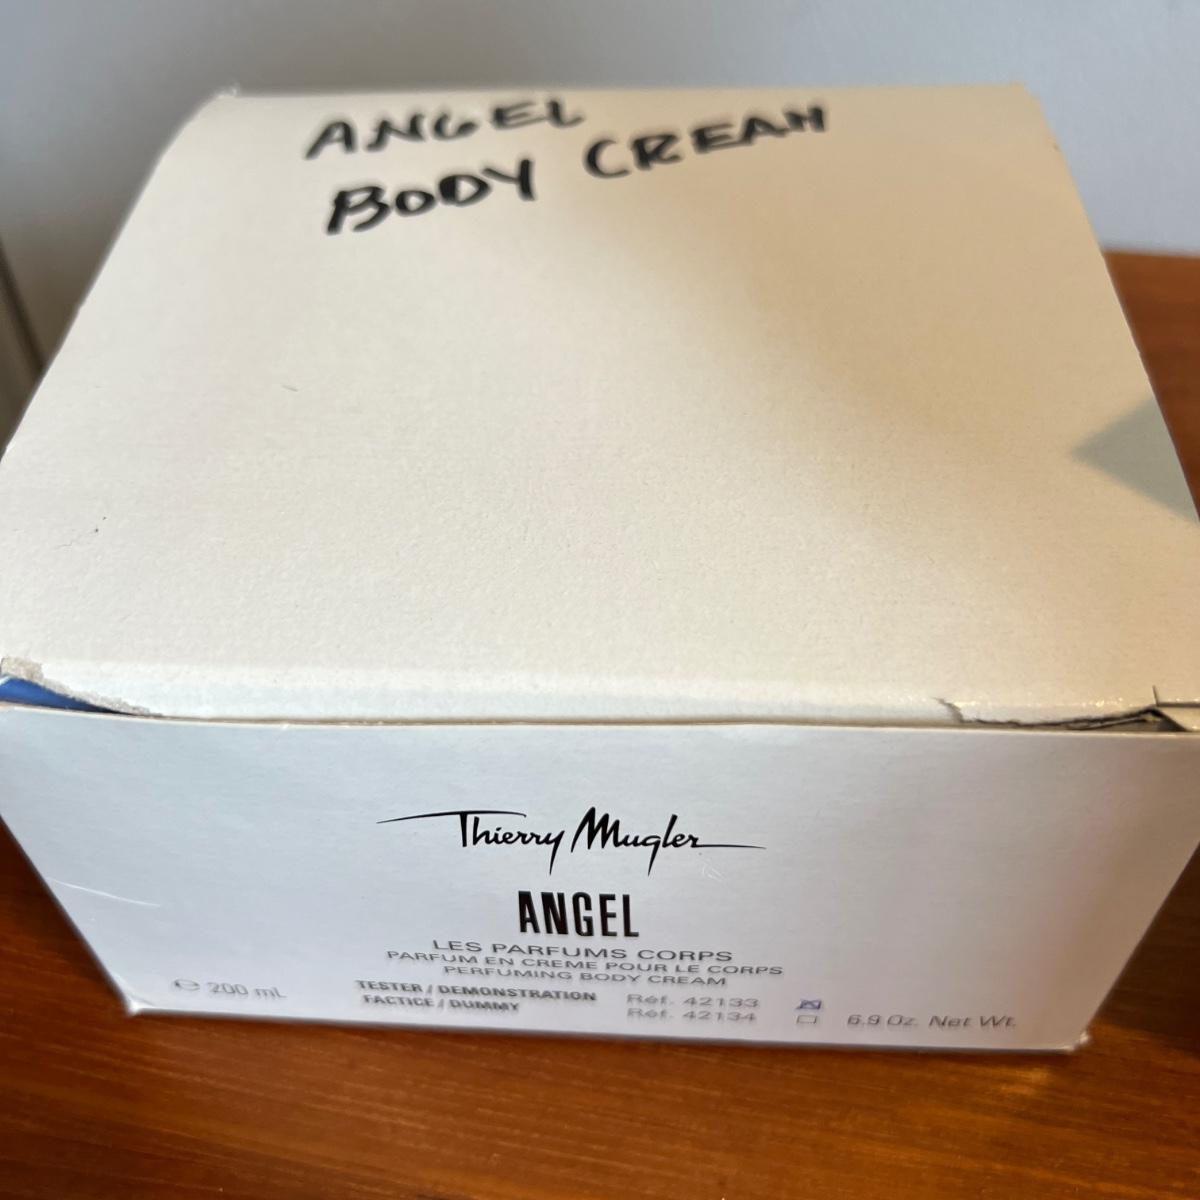 ANGEL
BODY CREAM
Thierry Mugler
ANGEL
LES PARFUMS CORPS
PARFUM EN CREME POUR LE CORPS
PERFUMING BODY CREAM
℮ 200 mL
TESTER / DEMONSTRATION Réf. 42133
FACTICE / DUMMY Réf. 42134
6.9 Oz. Net Wt.